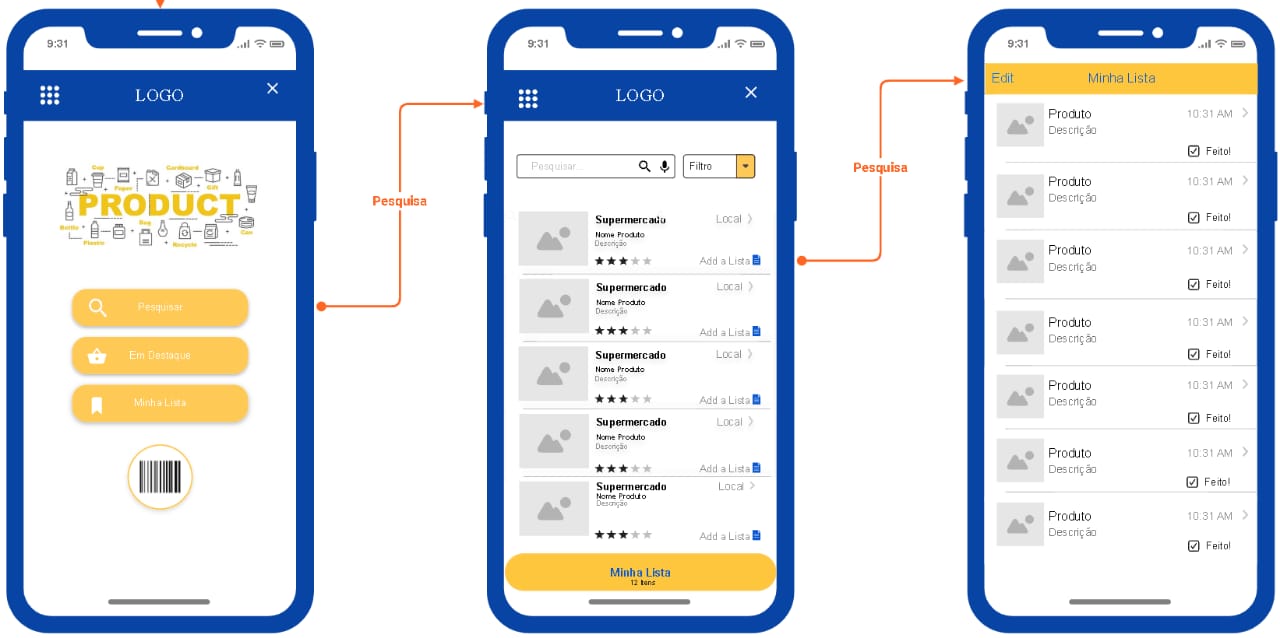 9:31
LOGO
Cup
Cardboard
Paper
Gift
PRODUCT
Bottle
Bag
Can
Plastic
Recycle
Pesquisar
Em Destaque
Minha Lista
Pesquisa
9:31
LOGO
Pesquisar...
Filtro
Supermercado
Local
Nome Produto
Descrição
Add a Lista
Supermercado
Local
Nome Produto
Descrição
Add a Lista
Supermercado
Local
Nome Produto
Descrição
Add a Lista
Supermercado
Local
Nome Produto
Descrição
Add a Lista
Supermercado
Local
Nome Produto
Descrição
Add a Lista
Minha Lista
12 Itens
Pesquisa
9:31
Edit Minha Lista
Produto 10:31 AM
Descrição
Feito!
Produto 10:31 AM
Descrição
Feito!
Produto 10:31 AM
Descrição
Feito!
Produto 10:31 AM
Descrição
Feito!
Produto 10:31 AM
Descrição
Feito!
Produto 10:31 AM
Descrição
Feito!
Produto 10:31 AM
Descrição
Feito!